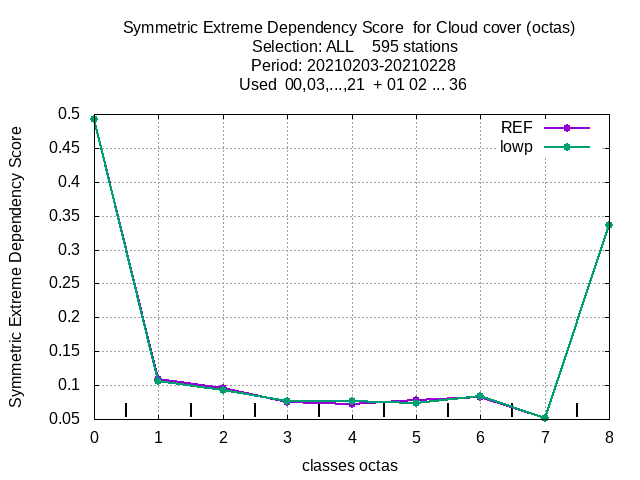 Symmetric Extreme Dependency Score  for Cloud cover (octas)
Selection: ALL    595 stations
Period: 20210203-20210228
Used  00,03,...,21  + 01 02 ... 36
REF
lowp
Symmetric Extreme Dependency Score
0.5
0.45
0.4
0.35
0.3
0.25
0.2
0.15
0.1
0.05
0 1 2 3 4 5 6 7 8
classes octas